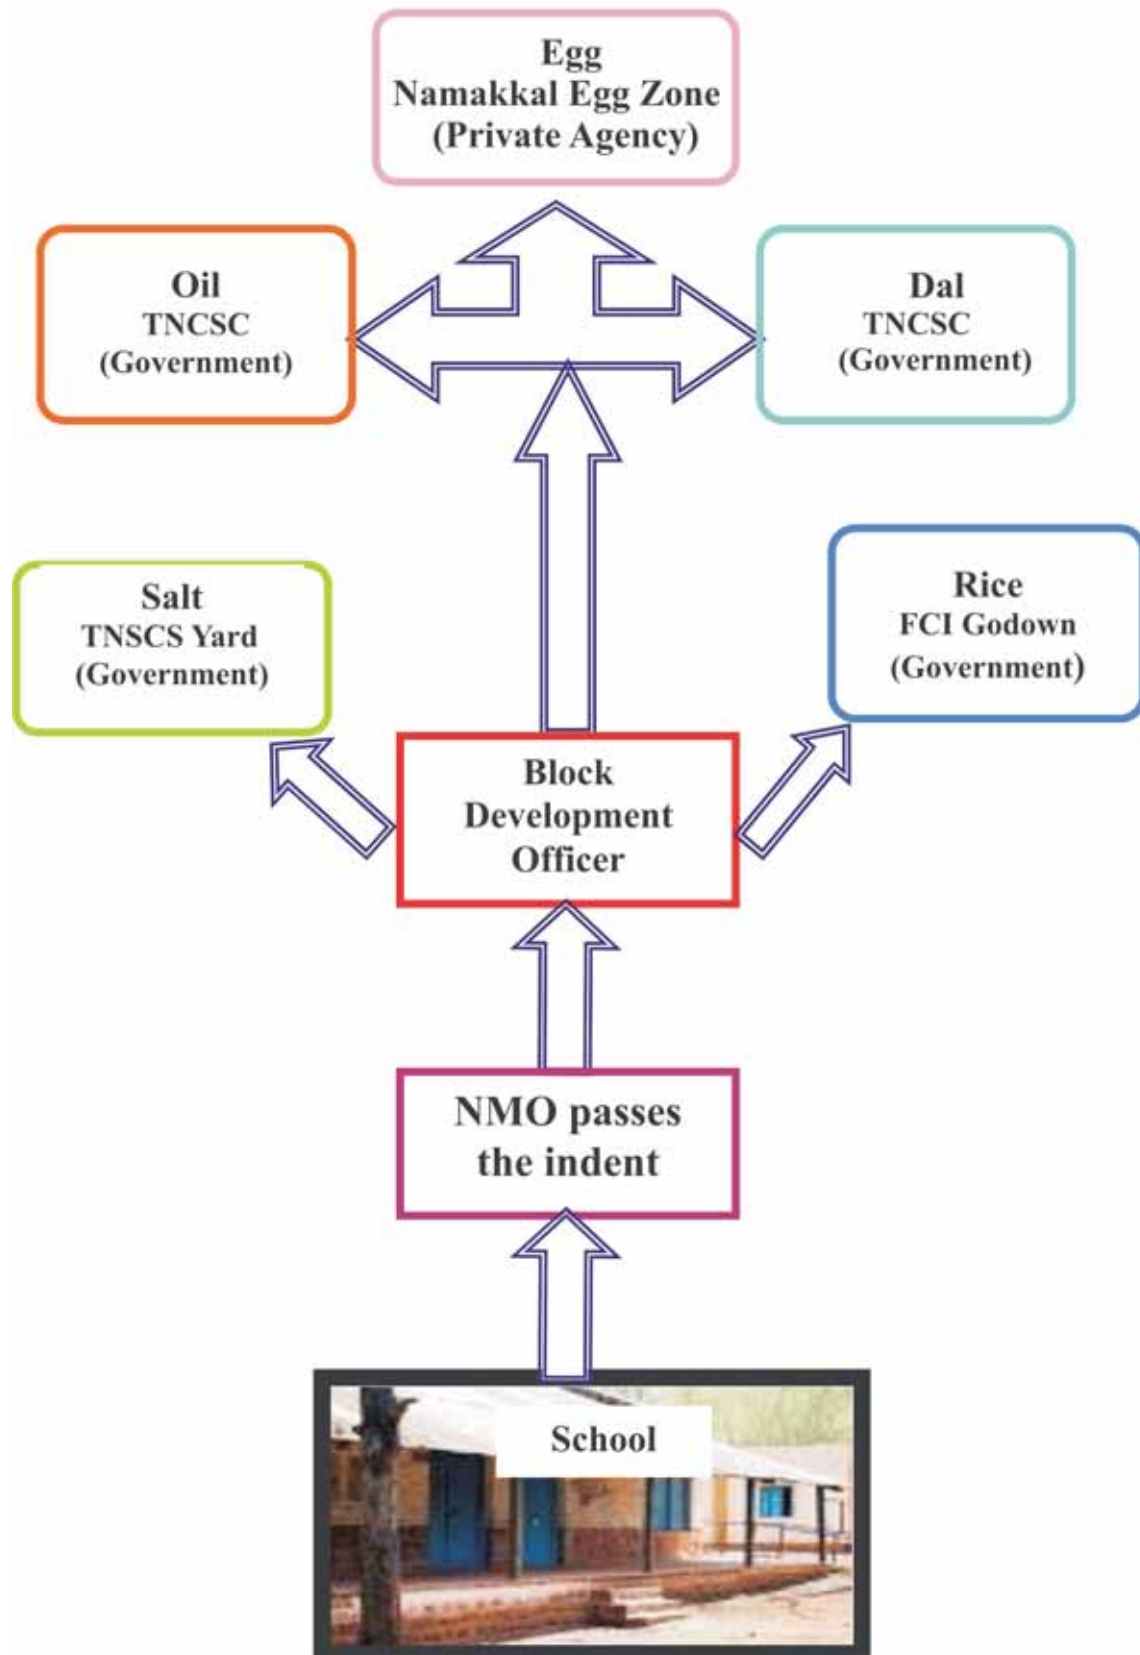 Egg
Namakkal Egg Zone
(Private Agency)
Oil
TNCSC
(Government)
Dal
TNCSC
(Government)
Salt
TNSCS Yard
(Government)
Rice
FCI Godown
(Government)
Block
Development
Officer
NMO passes
the indent
School